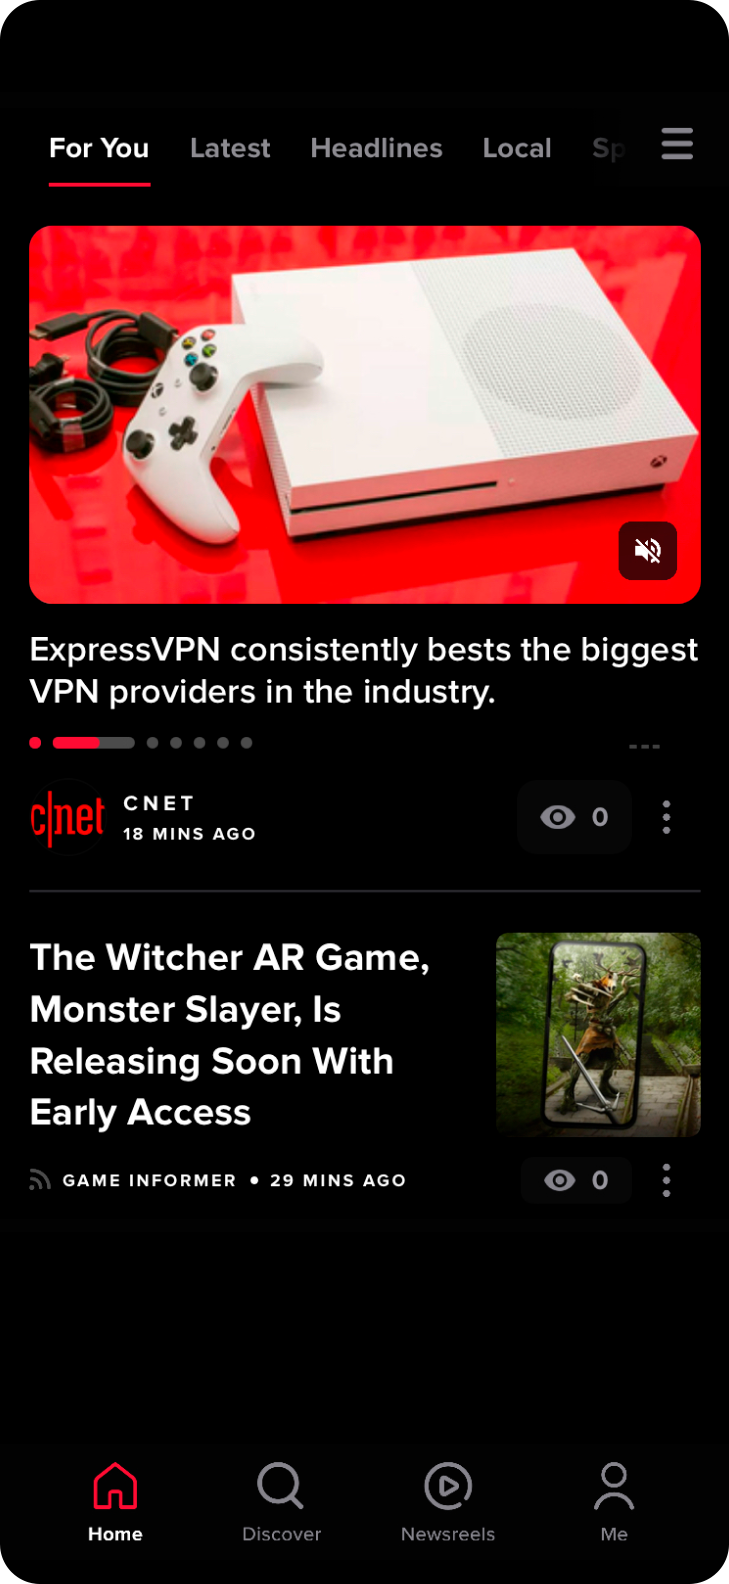 For You Latest Headlines Local Sp
ExpressVPN consistently bests the biggest
VPN providers in the industry.
c|net
CNET
18 MINS AGO
0
The Witcher AR Game,
Monster Slayer, Is
Releasing Soon With
Early Access
GAME INFORMER • 29 MINS AGO
0
Home Discover Newsreels Me